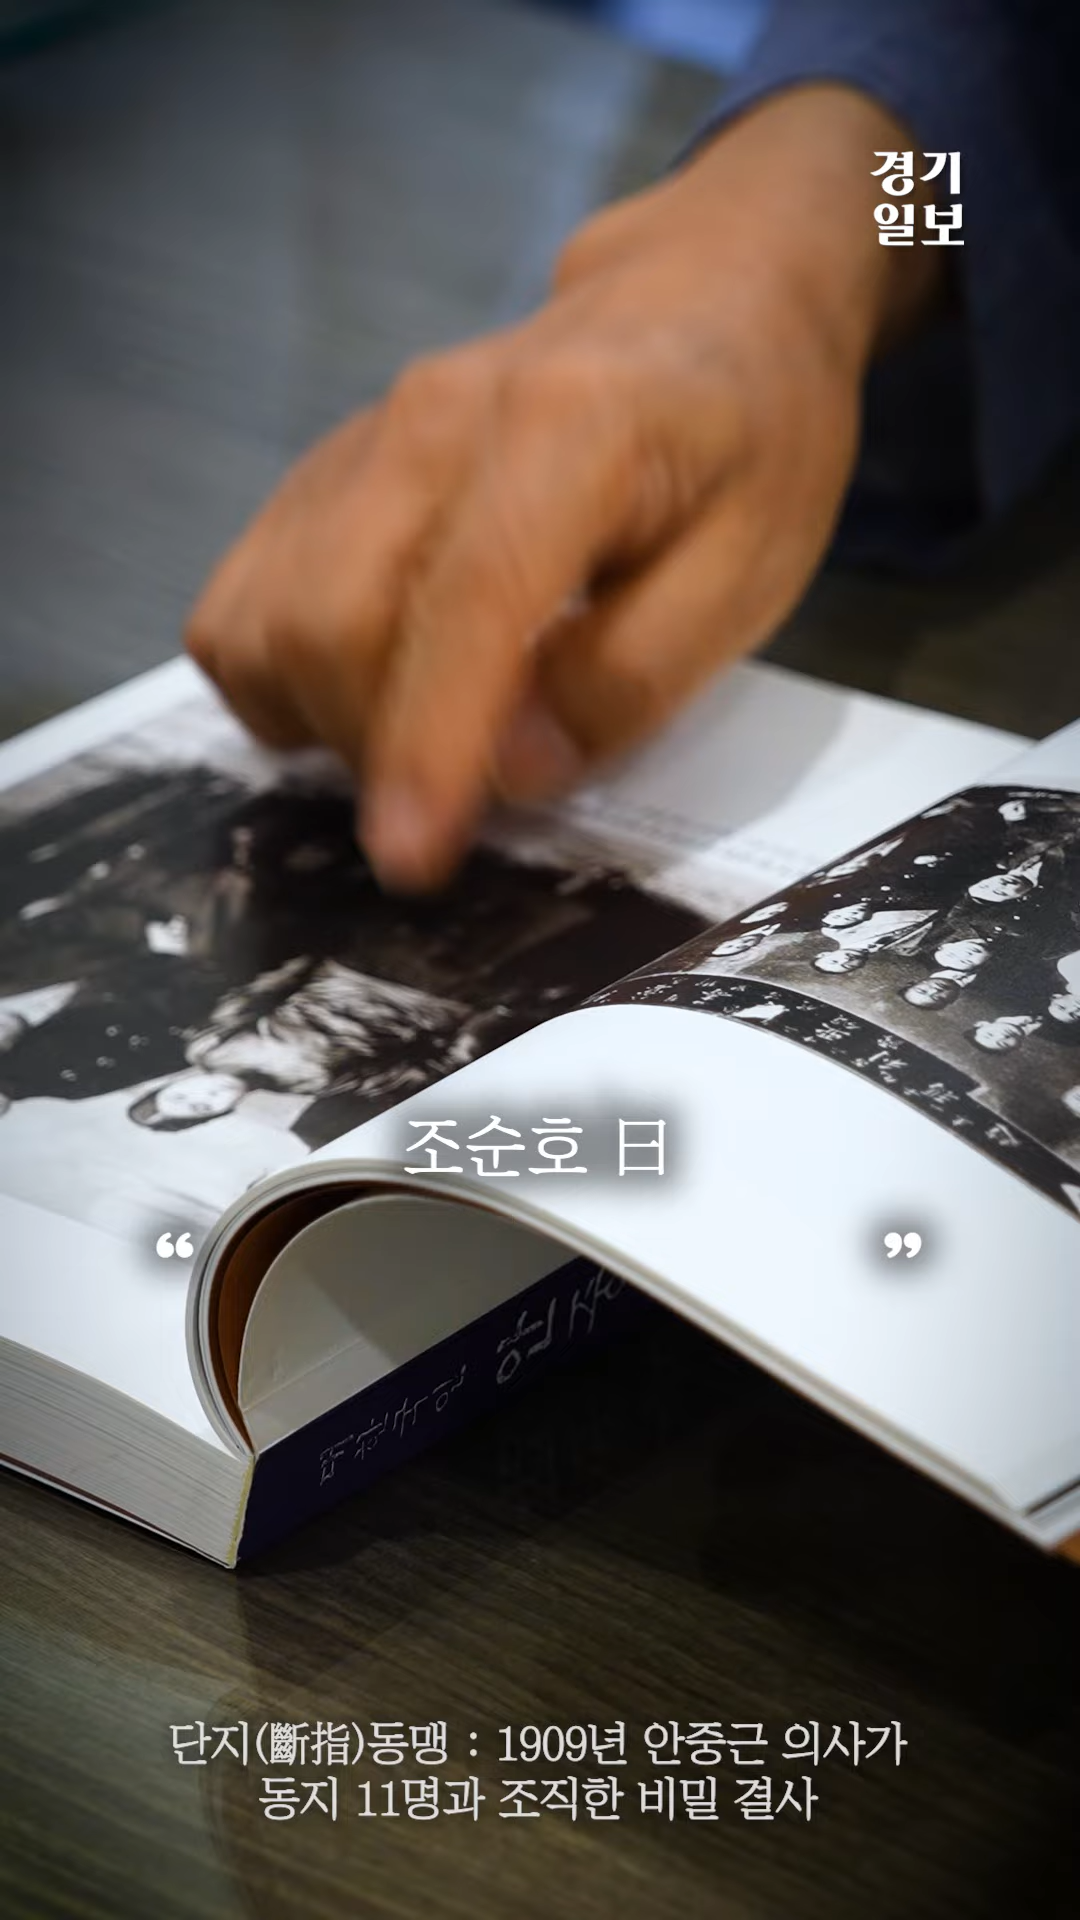 경기
일보
조순호 日
“ ”
단지(斷指)동맹 : 1909년 안중근 의사가
동지 11명과 조직한 비밀 결사